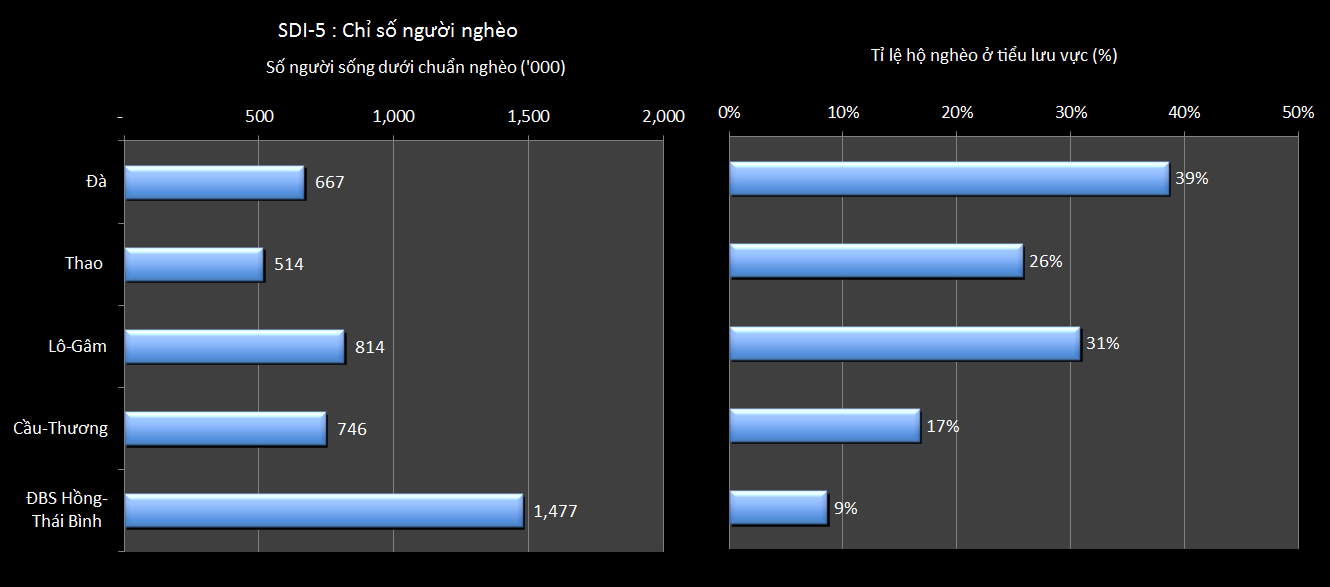 SDI-5 : Chỉ số người nghèo
Số người sống dưới chuẩn nghèo ('000)
- 500 1,000 1,500 2,000
Đà 667
Thao 514
Lô-Gâm 814
Cầu-Thương 746
ĐBS Hồng-
Thái Bình 1,477
Tỉ lệ hộ nghèo ở tiểu lưu vực (%)
0% 10% 20% 30% 40% 50%
39%
26%
31%
17%
9%